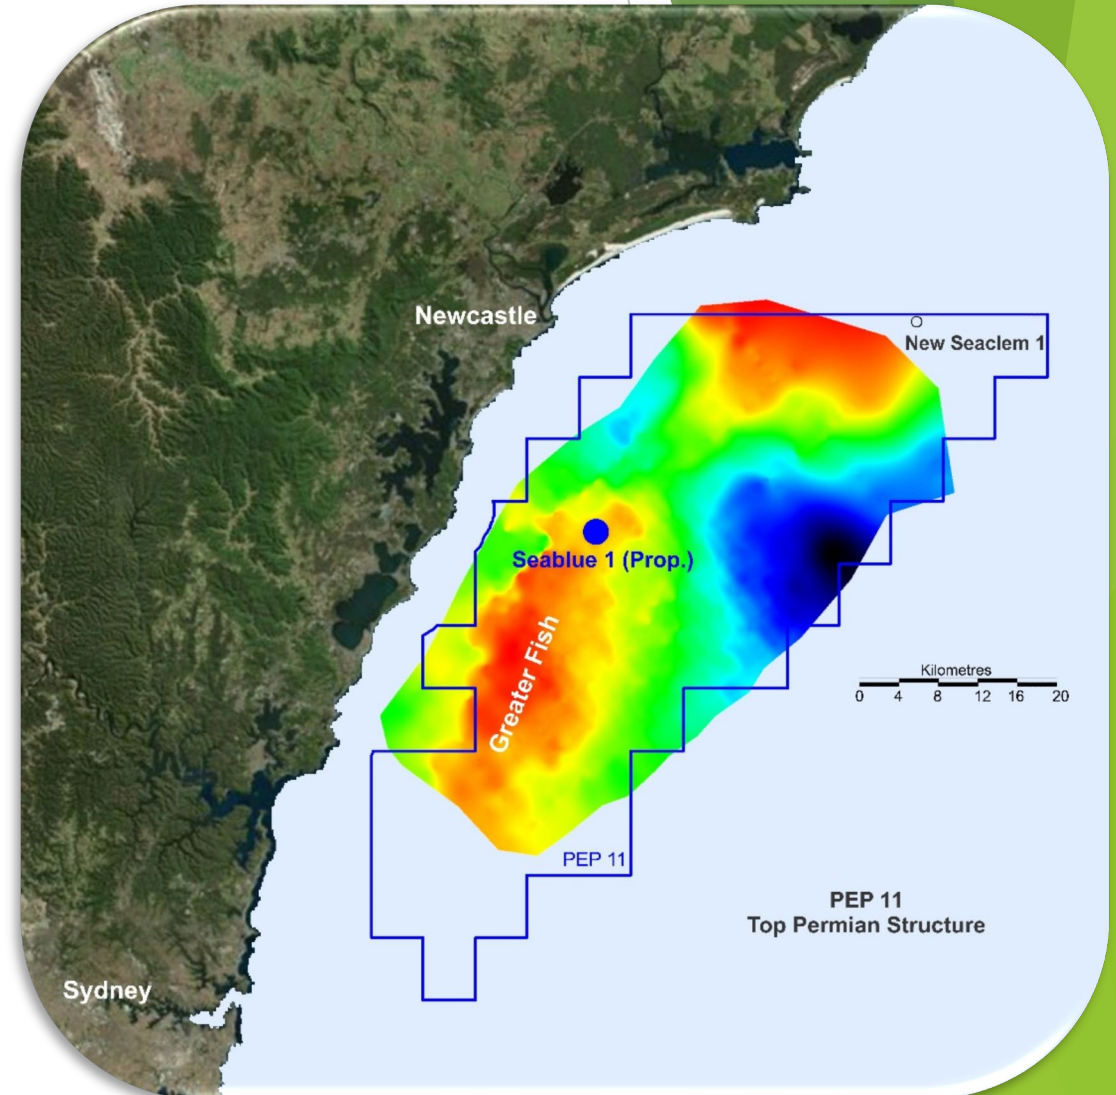 Newcastle
New Seaclem 1
Seablue 1 (Prop.)
Greater Fish
Kilometres
0 4 8 12 16 20
PEP 11
PEP 11
Top Permian Structure
Sydney